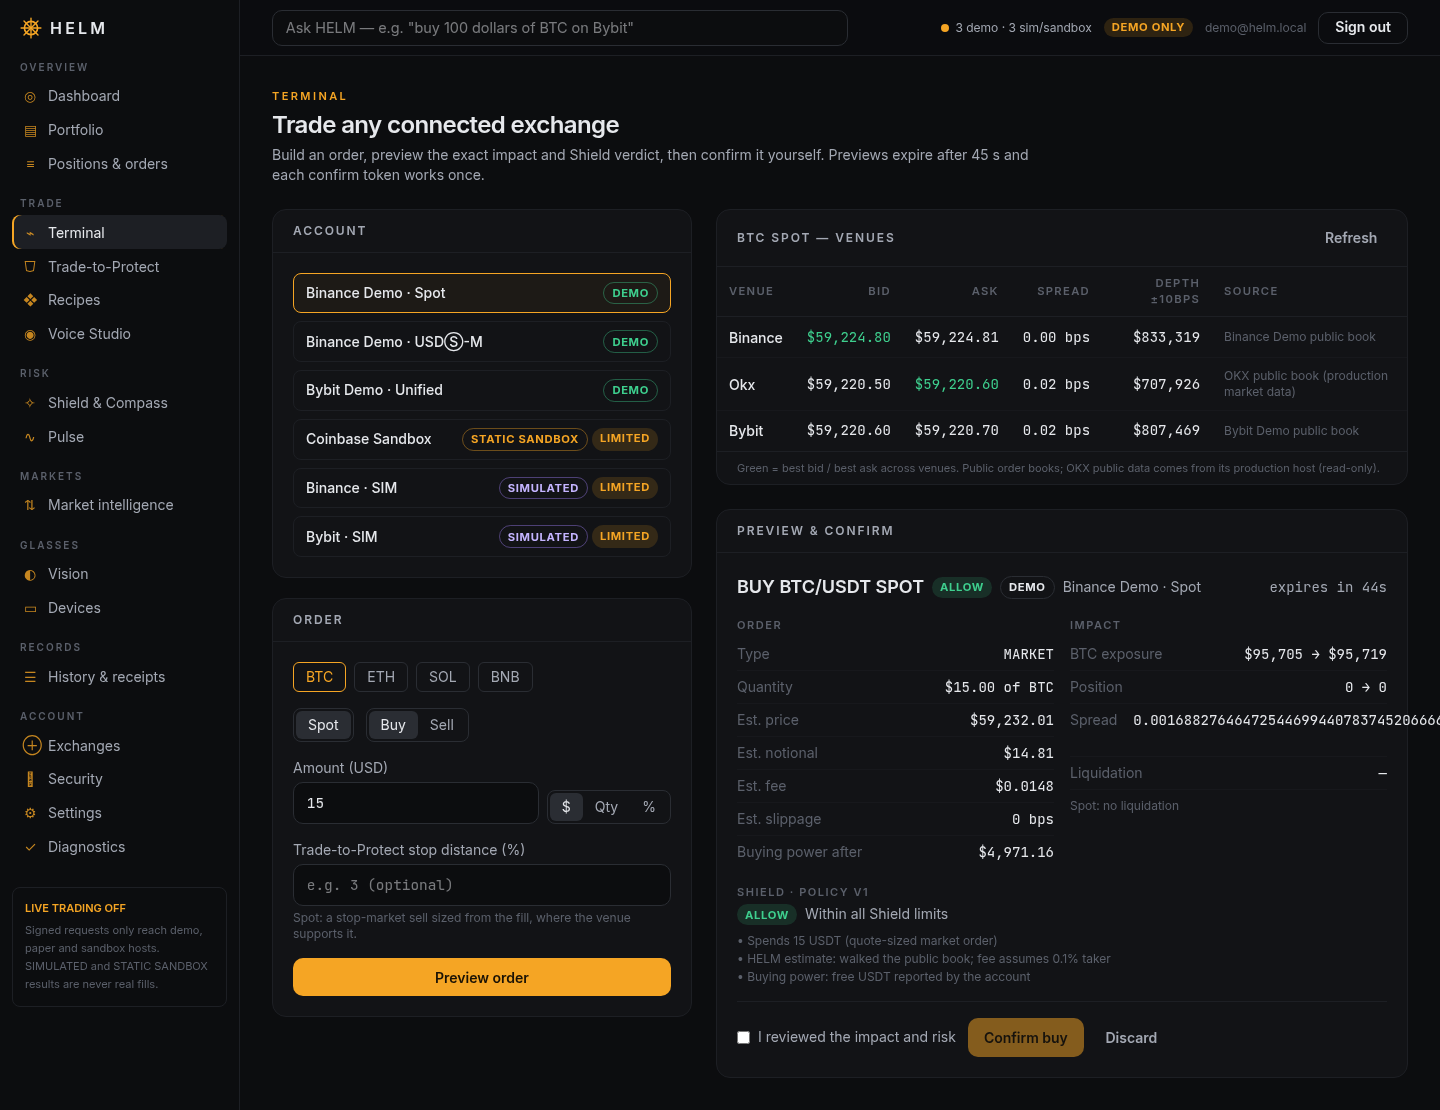 HELM
OVERVIEW
Dashboard
Portfolio
Positions & orders
TRADE
Terminal
Trade-to-Protect
Recipes
Voice Studio
RISK
Shield & Compass
Pulse
MARKETS
Market intelligence
GLASSES
Vision
Devices
RECORDS
History & receipts
ACCOUNT
Exchanges
Security
Settings
Diagnostics
LIVE TRADING OFF
Signed requests only reach demo,
paper and sandbox hosts.
SIMULATED and STATIC SANDBOX
results are never real fills.
Ask HELM — e.g. "buy 100 dollars of BTC on Bybit"
3 demo · 3 sim/sandbox DEMO ONLY demo@helm.local Sign out
TERMINAL
Trade any connected exchange
Build an order, preview the exact impact and Shield verdict, then confirm it yourself. Previews expire after 45 s and
each confirm token works once.
ACCOUNT
Binance Demo · Spot DEMO
Binance Demo · USDⓈ-M DEMO
Bybit Demo · Unified DEMO
Coinbase Sandbox STATIC SANDBOX LIMITED
Binance · SIM SIMULATED LIMITED
Bybit · SIM SIMULATED LIMITED
ORDER
BTC ETH SOL BNB
Spot Buy Sell
Amount (USD)
15 $ Qty %
Trade-to-Protect stop distance (%)
e.g. 3 (optional)
Spot: a stop-market sell sized from the fill, where the venue
supports it.
Preview order
BTC SPOT — VENUES Refresh
VENUE BID ASK SPREAD DEPTH ±10BPS SOURCE
Binance $59,224.80 $59,224.81 0.00 bps $833,319 Binance Demo public book
Okx $59,220.50 $59,220.60 0.02 bps $707,926 OKX public book (production
market data)
Bybit $59,220.60 $59,220.70 0.02 bps $807,469 Bybit Demo public book
Green = best bid / best ask across venues. Public order books; OKX public data comes from its production host (read-only).
PREVIEW & CONFIRM
BUY BTC/USDT SPOT ALLOW DEMO Binance Demo · Spot expires in 44s
ORDER
Type MARKET
Quantity $15.00 of BTC
Est. price $59,232.01
Est. notional $14.81
Est. fee $0.0148
Est. slippage 0 bps
Buying power after $4,971.16
IMPACT
BTC exposure $95,705 → $95,719
Position 0 → 0
Spread 0.0016882764647254469944078374520666
Liquidation —
Spot: no liquidation
SHIELD · POLICY V1
ALLOW Within all Shield limits
• Spends 15 USDT (quote-sized market order)
• HELM estimate: walked the public book; fee assumes 0.1% taker
• Buying power: free USDT reported by the account
I reviewed the impact and risk Confirm buy Discard